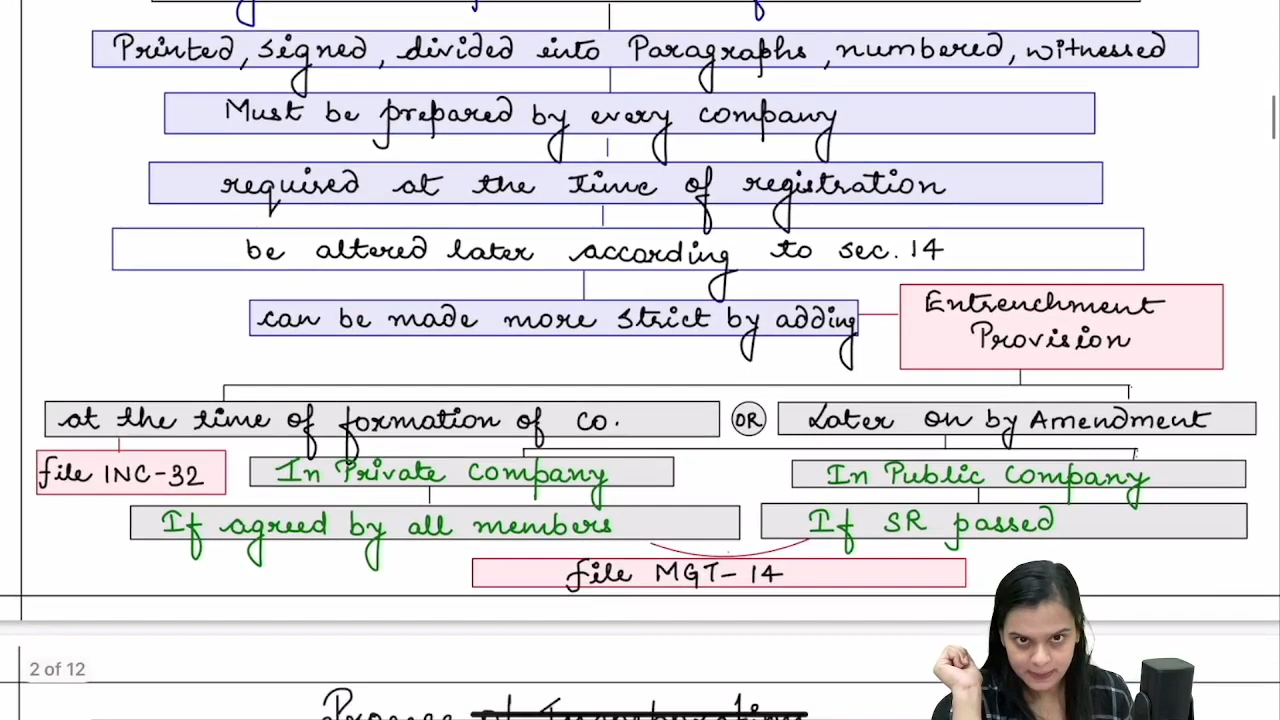 Printed, signed, divided into Paragraphs, numbered, witnessed
Must be prepared by every company
required at the time of registration
be altered later according to sec. 14
can be made more strict by adding
Entrenchment
Provision
at the time of formation of co.
OR
Later on by Amendment
file INC-32
In Private Company
In Public Company
If agreed by all members
If SR passed
file MGT-14
2 of 12
Process